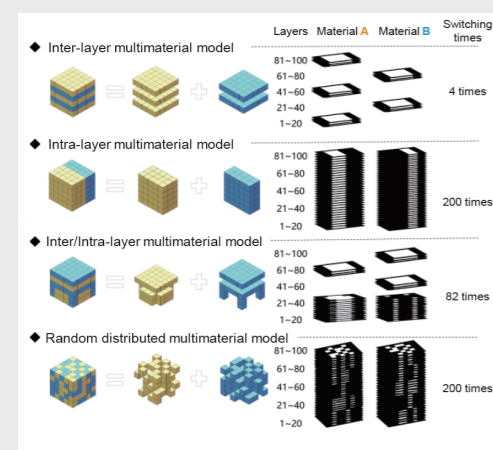 Layers Material A Material B Switching times
◆ Inter-layer multimaterial model
81~100
61~80
41~60
21~40
1~20
4 times
◆ Intra-layer multimaterial model
81~100
61~80
41~60
21~40
1~20
200 times
◆ Inter/Intra-layer multimaterial model
81~100
61~80
41~60
21~40
1~20
82 times
◆ Random distributed multimaterial model
81~100
61~80
41~60
21~40
1~20
200 times